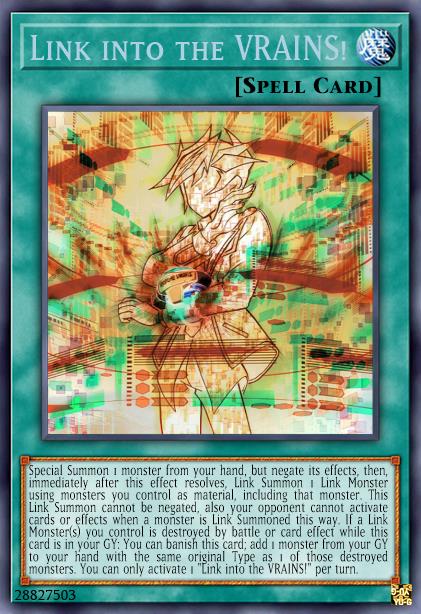 LINK INTO THE VRAINS!
魔
[SPELL CARD]
Special Summon 1 monster from your hand, but negate its effects, then,
immediately after this effect resolves, Link Summon 1 Link Monster
using monsters you control as material, including that monster. This
Link Summon cannot be negated, also your opponent cannot activate
cards or effects when a monster is Link Summoned this way. If a Link
Monster(s) you control is destroyed by battle or card effect while this
card is in your GY: You can banish this card; add 1 monster from your GY
to your hand with the same original Type as 1 of those destroyed
monsters. You can only activate 1 "Link into the VRAINS!" per turn.
28827503